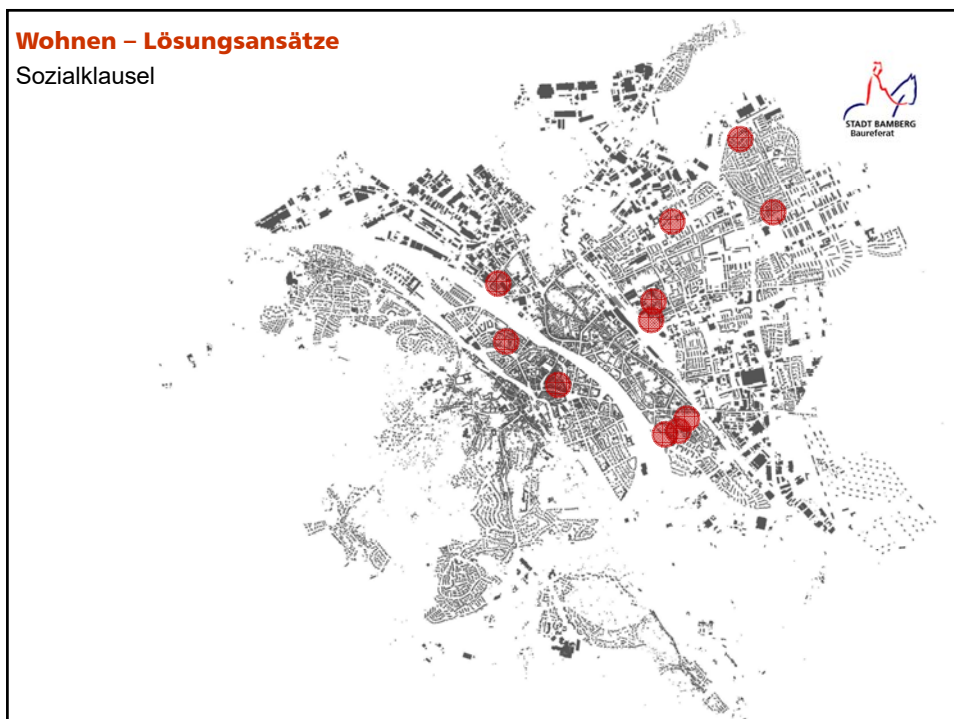 Wohnen – Lösungsansätze
Sozialklausel
STADT BAMBERG
Baureferat